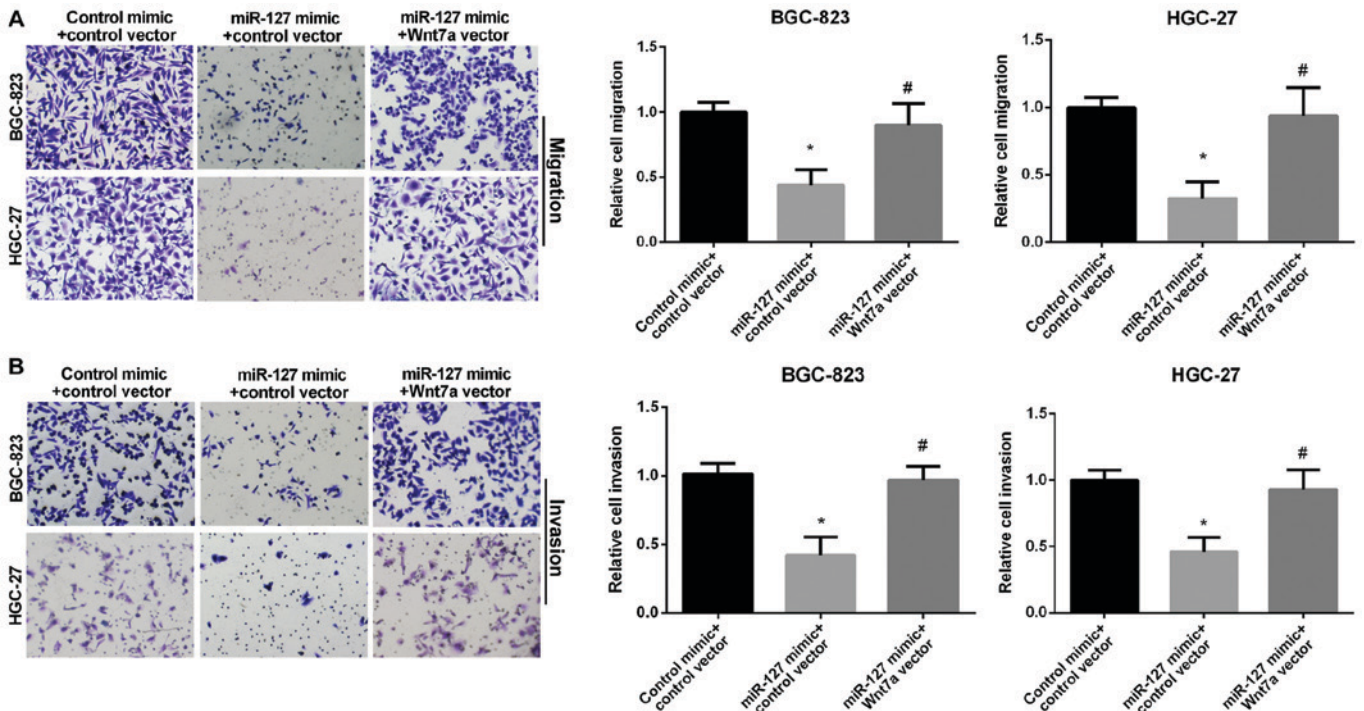 A
Control mimic
+control vector
miR-127 mimic
+control vector
miR-127 mimic
+Wnt7a vector
BGC-823
HGC-27
Migration
BGC-823
Relative cell migration
1.5
1.0
0.5
0.0
*
#
Control mimic+
control vector
miR-127 mimic+
control vector
miR-127 mimic+
Wnt7a vector
HGC-27
Relative cell migration
1.5
1.0
0.5
0.0
*
#
Control mimic+
control vector
miR-127 mimic+
control vector
miR-127 mimic+
Wnt7a vector
B
Control mimic
+control vector
miR-127 mimic
+control vector
miR-127 mimic
+Wnt7a vector
BGC-823
HGC-27
Invasion
BGC-823
Relative cell invasion
1.5
1.0
0.5
0.0
*
#
Control mimic+
control vector
miR-127 mimic+
control vector
miR-127 mimic+
Wnt7a vector
HGC-27
Relative cell invasion
1.5
1.0
0.5
0.0
*
#
Control mimic+
control vector
miR-127 mimic+
control vector
miR-127 mimic+
Wnt7a vector